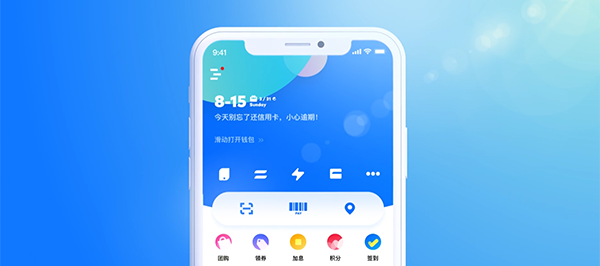 9:41
8-15
Sunday
今天别忘了还信用卡，小心逾期！
滑动打开钱包 >>
PAY
团购
领券
加息
积分
签到